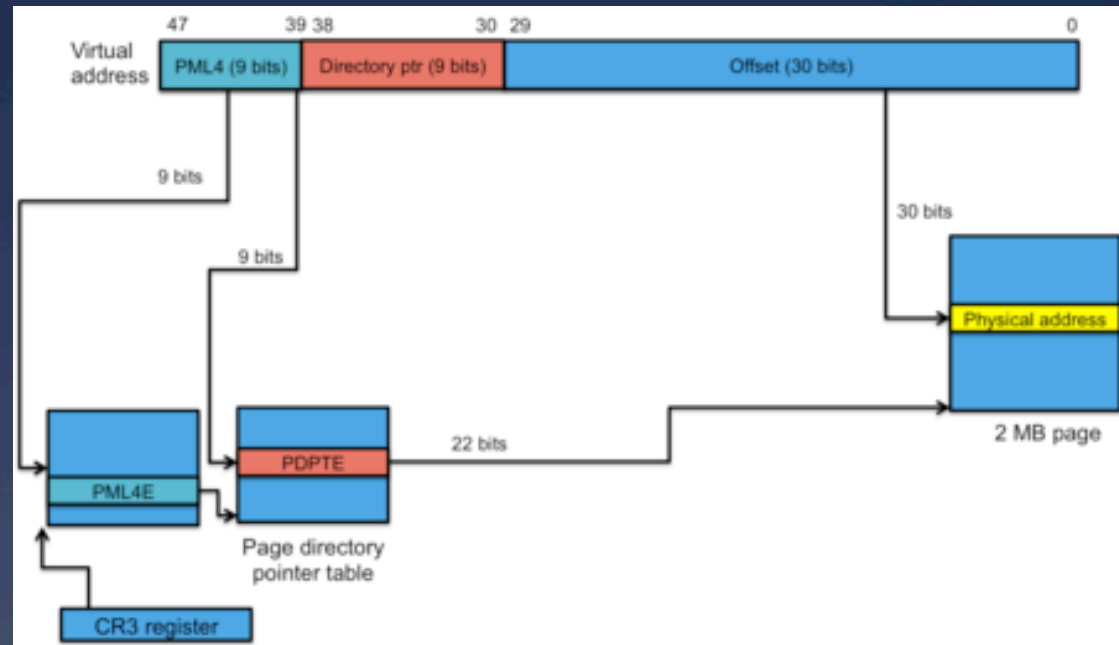 47 39 38 30 29 0
Virtual
address
PML4 (9 bits) Directory ptr (9 bits) Offset (30 bits)
9 bits
9 bits
30 bits
Physical address
2 MB page
22 bits
PDPTE
PML4E
Page directory
pointer table
CR3 register